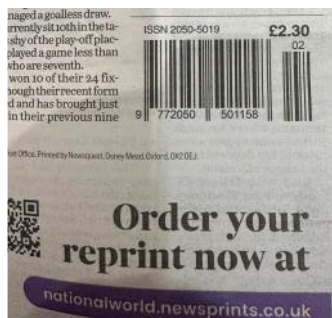 naged a goalless draw.
rrently sit 10th in the ta-
shy of the play-off plac-
played a game less than
who are seventh.
won 10 of their 24 fix-
hough their recent form
d and has brought just
in their previous nine
ISSN 2050-5019
£2.30
02
9 772050 501158
Office. Printed by Newsquest, Osney Mead, Oxford, OX2 0EJ.
Order your
reprint now at
nationalworld.newsprints.co.uk